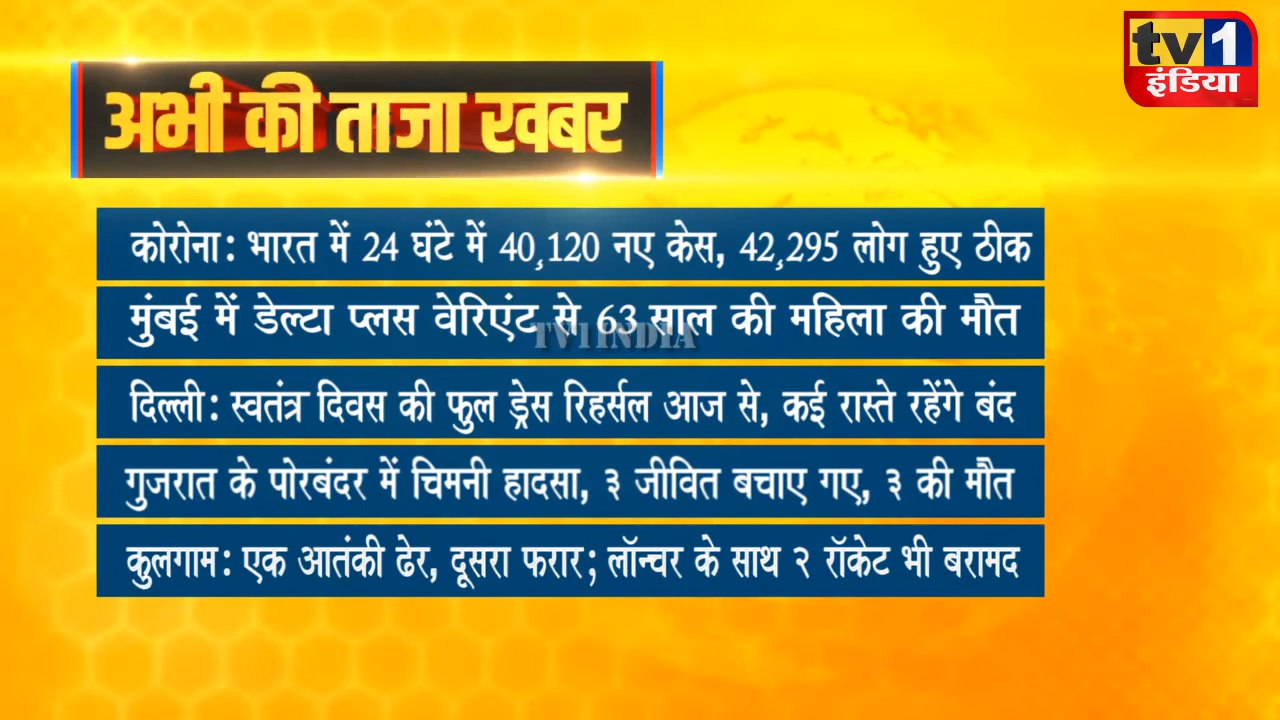 tv1
इंडिया
अभी की ताजा खबर
कोरोना: भारत में 24 घंटे में 40,120 नए केस, 42,295 लोग हुए ठीक
मुंबई में डेल्टा प्लस वेरिएंट से 63 साल की महिला की मौत
TV1INDIA
दिल्ली: स्वतंत्र दिवस की फुल ड्रेस रिहर्सल आज से, कई रास्ते रहेंगे बंद
गुजरात के पोरबंदर में चिमनी हादसा, ३ जीवित बचाए गए, ३ की मौत
कुलगाम: एक आतंकी ढेर, दूसरा फरार; लॉन्चर के साथ २ रॉकेट भी बरामद